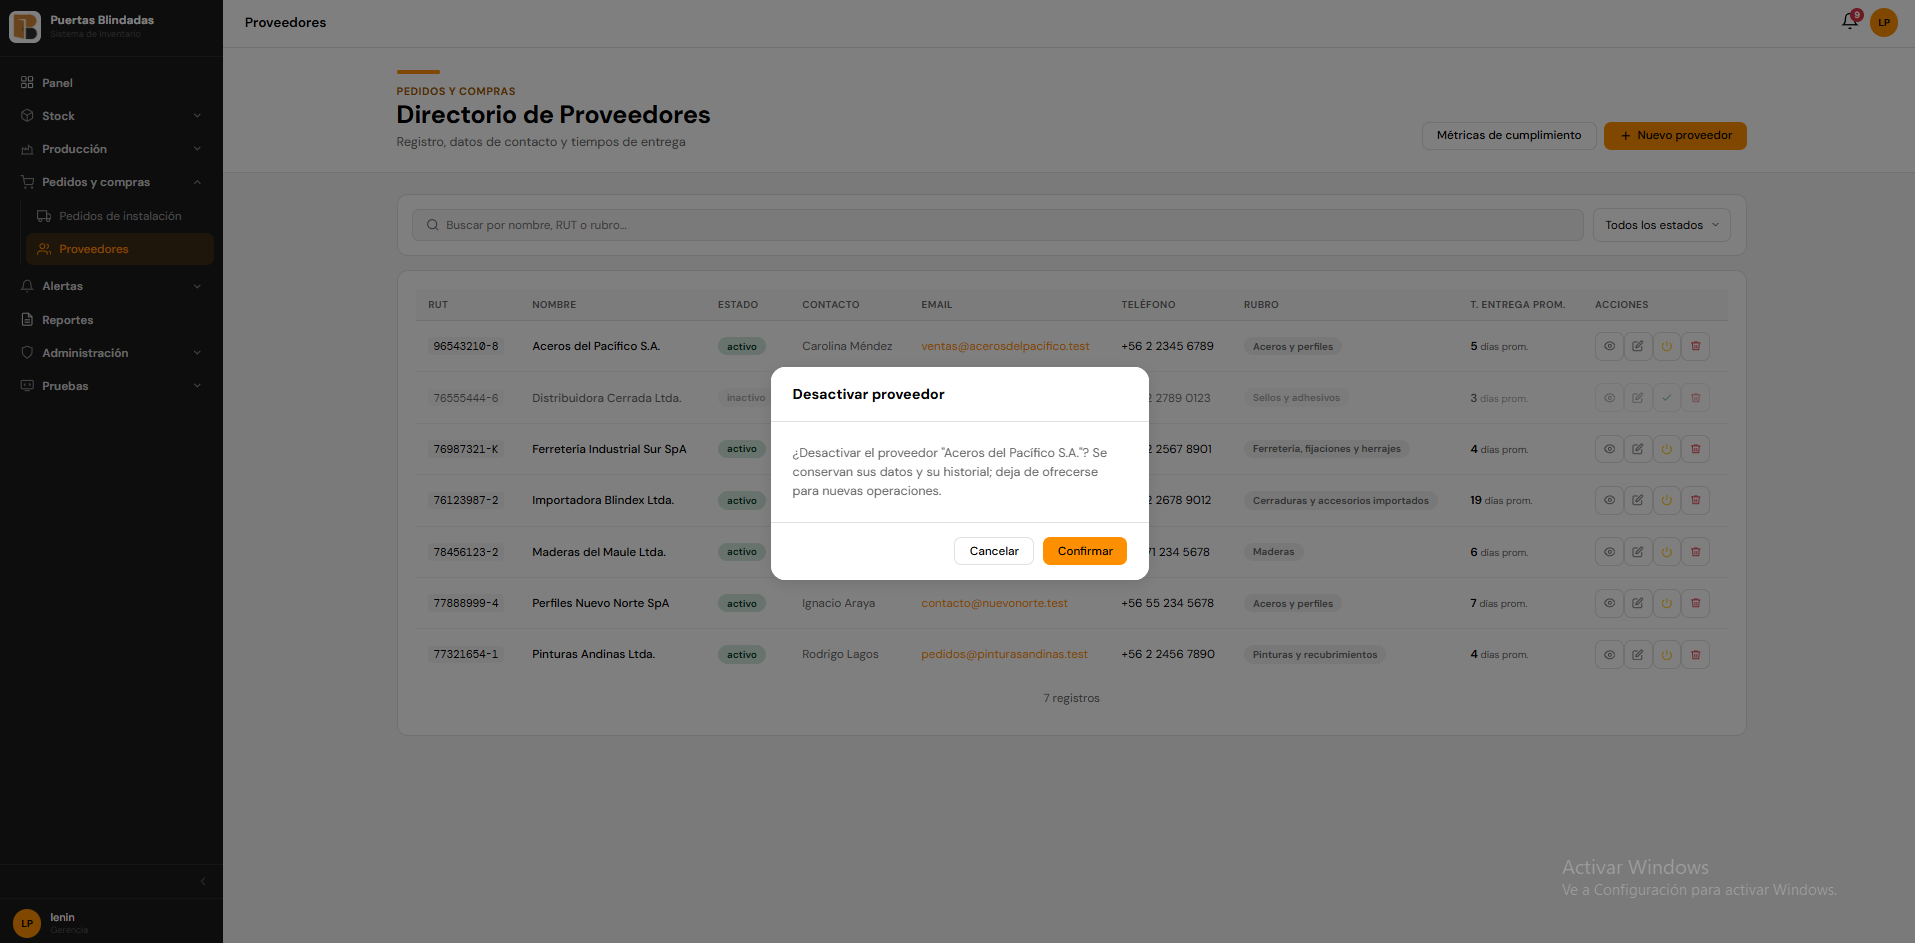 Puertas Blindadas
Sistema de Inventario
Panel
Stock
Producción
Pedidos y compras
Pedidos de instalación
Proveedores
Alertas
Reportes
Administración
Pruebas
LP
lenin
Gerencia
Proveedores
9
LP
PEDIDOS Y COMPRAS
Directorio de Proveedores
Registro, datos de contacto y tiempos de entrega
Métricas de cumplimiento
+ Nuevo proveedor
Buscar por nombre, RUT o rubro...
Todos los estados
RUT NOMBRE ESTADO CONTACTO EMAIL TELÉFONO RUBRO T. ENTREGA PROM. ACCIONES
96543210-8 Aceros del Pacífico S.A. activo Carolina Méndez ventas@acerosdelpacifico.test +56 2 2345 6789 Aceros y perfiles 5 días prom.
76555444-6 Distribuidora Cerrada Ltda. inactivo 2 2789 0123 Sellos y adhesivos 3 días prom.
76987321-K Ferretería Industrial Sur SpA activo 2 2567 8901 Ferretería, fijaciones y herrajes 4 días prom.
76123987-2 Importadora Blindex Ltda. activo 2 2678 9012 Cerraduras y accesorios importados 19 días prom.
78456123-2 Maderas del Maule Ltda. activo 71 234 5678 Maderas 6 días prom.
77888999-4 Perfiles Nuevo Norte SpA activo Ignacio Araya contacto@nuevonorte.test +56 55 234 5678 Aceros y perfiles 7 días prom.
77321654-1 Pinturas Andinas Ltda. activo Rodrigo Lagos pedidos@pinturasandinas.test +56 2 2456 7890 Pinturas y recubrimientos 4 días prom.
7 registros
Desactivar proveedor
¿Desactivar el proveedor "Aceros del Pacífico S.A."? Se
conservan sus datos y su historial; deja de ofrecerse
para nuevas operaciones.
Cancelar
Confirmar
Activar Windows
Ve a Configuración para activar Windows.